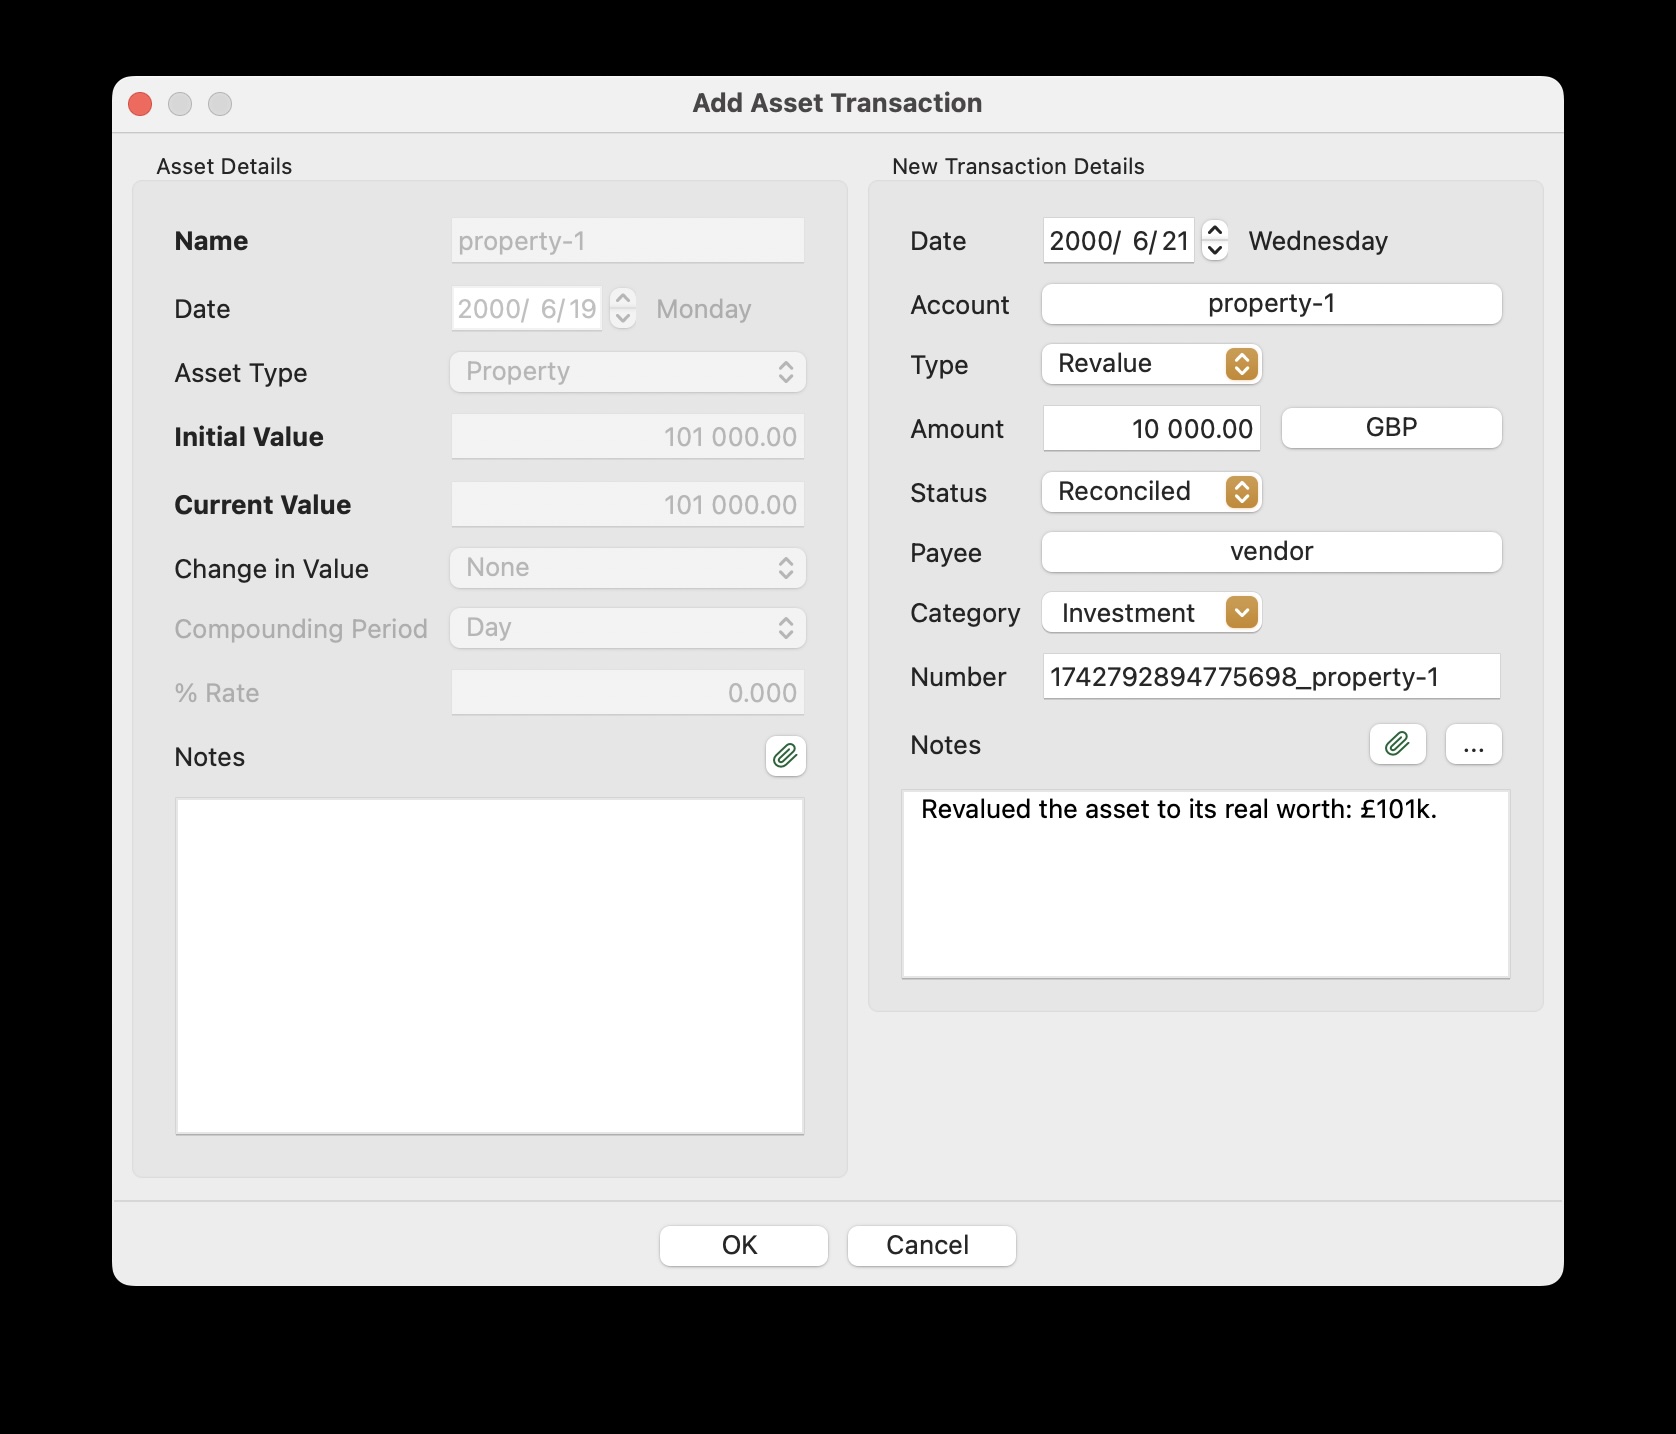 Add Asset Transaction
Asset Details
Name
property-1
Date
2000/ 6/19
Monday
Asset Type
Property
Initial Value
101 000.00
Current Value
101 000.00
Change in Value
None
Compounding Period
Day
% Rate
0.000
Notes
New Transaction Details
Date
2000/ 6/21
Wednesday
Account
property-1
Type
Revalue
Amount
10 000.00
GBP
Status
Reconciled
Payee
vendor
Category
Investment
Number
1742792894775698_property-1
Notes
...
Revalued the asset to its real worth: £101k.
OK
Cancel